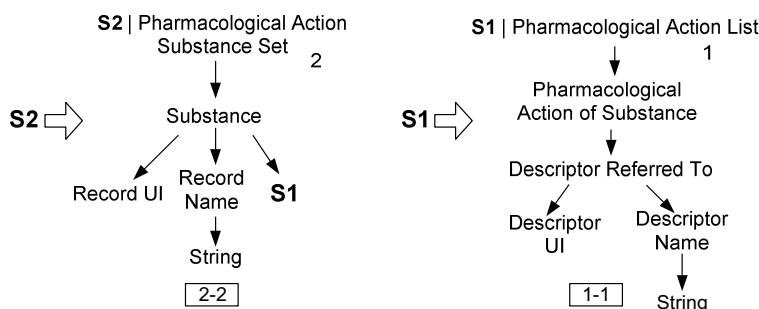 S2 | Pharmacological Action
Substance Set
2
S2
Substance
Record UI
Record
Name
S1
String
2-2
S1 | Pharmacological Action List
1
S1
Pharmacological
Action of Substance
Descriptor Referred To
Descriptor
UI
Descriptor
Name
String
1-1